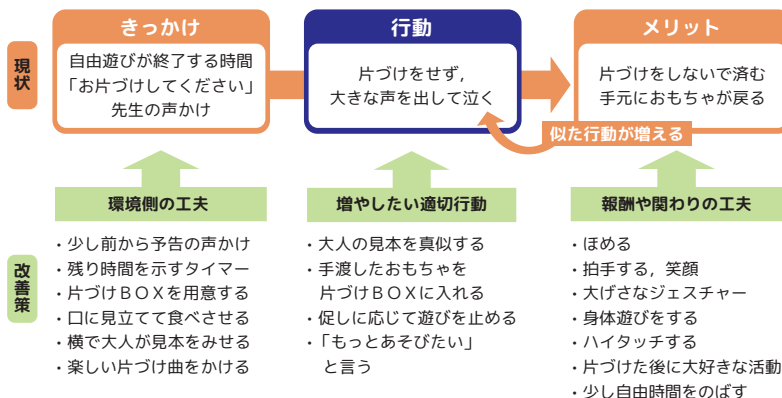 現状
きっかけ
自由遊びが終了する時間
「お片づけしてください」
先生の声かけ
行動
片づけをせず，
大きな声を出して泣く
メリット
片づけをしないで済む
手元におもちゃが戻る
似た行動が増える
改善策
環境側の工夫
・少し前から予告の声かけ
・残り時間を示すタイマー
・片づけＢＯＸを用意する
・口に見立てて食べさせる
・横で大人が見本をみせる
・楽しい片づけ曲をかける
増やしたい適切行動
・大人の見本を真似する
・手渡したおもちゃを
片づけＢＯＸに入れる
・促しに応じて遊びを止める
・「もっとあそびたい」
と言う
報酬や関わりの工夫
・ほめる
・拍手する，笑顔
・大げさなジェスチャー
・身体遊びをする
・ハイタッチする
・片づけた後に大好きな活動
・少し自由時間をのばす